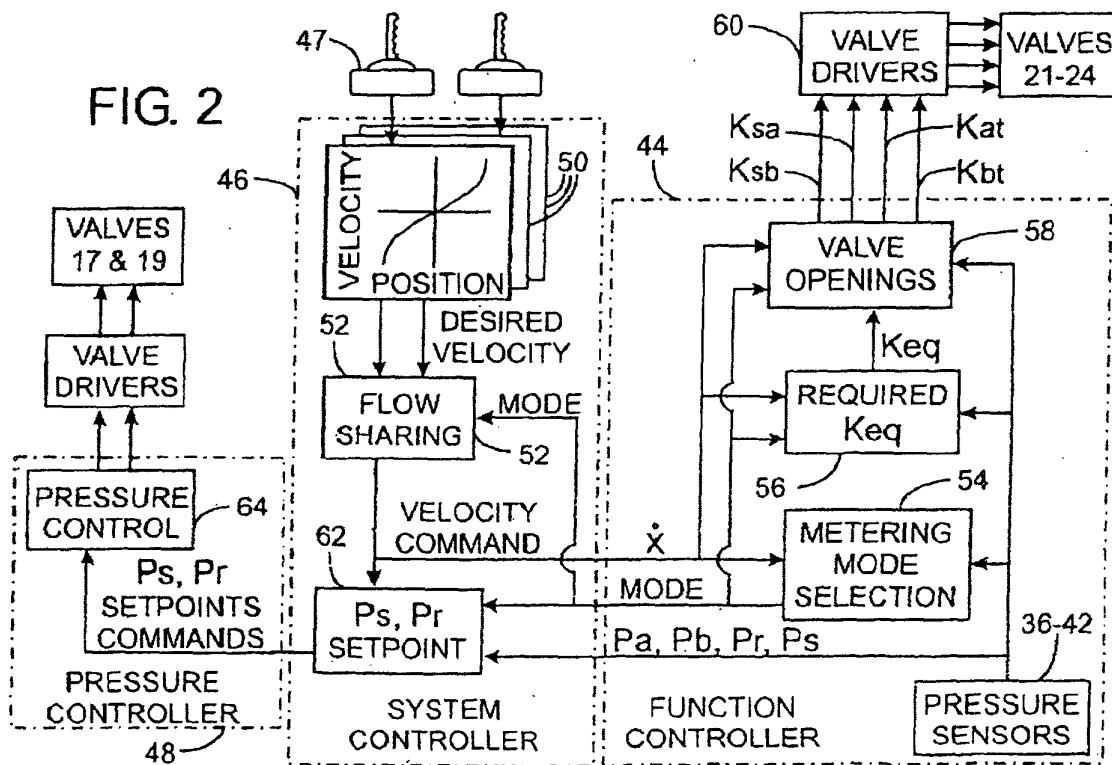 FIG. 2
47
60
VALVE
DRIVERS
VALVES
21-24
Ksa
Ksb
Kat
Kbt
46
50
44
VELOCITY
POSITION
VALVES
17 & 19
VALVE
DRIVERS
DESIRED
VELOCITY
52
FLOW
SHARING
MODE
52
VALVE
OPENINGS
58
Keq
REQUIRED
Keq
56
54
PRESSURE
CONTROL
64
VELOCITY
COMMAND
ẋ
METERING
MODE
SELECTION
Ps, Pr
SETPOINTS
COMMANDS
62
Ps, Pr
SETPOINT
MODE
Pa, Pb, Pr, Ps
36-42
PRESSURE
SENSORS
PRESSURE
CONTROLLER
48
SYSTEM
CONTROLLER
FUNCTION
CONTROLLER